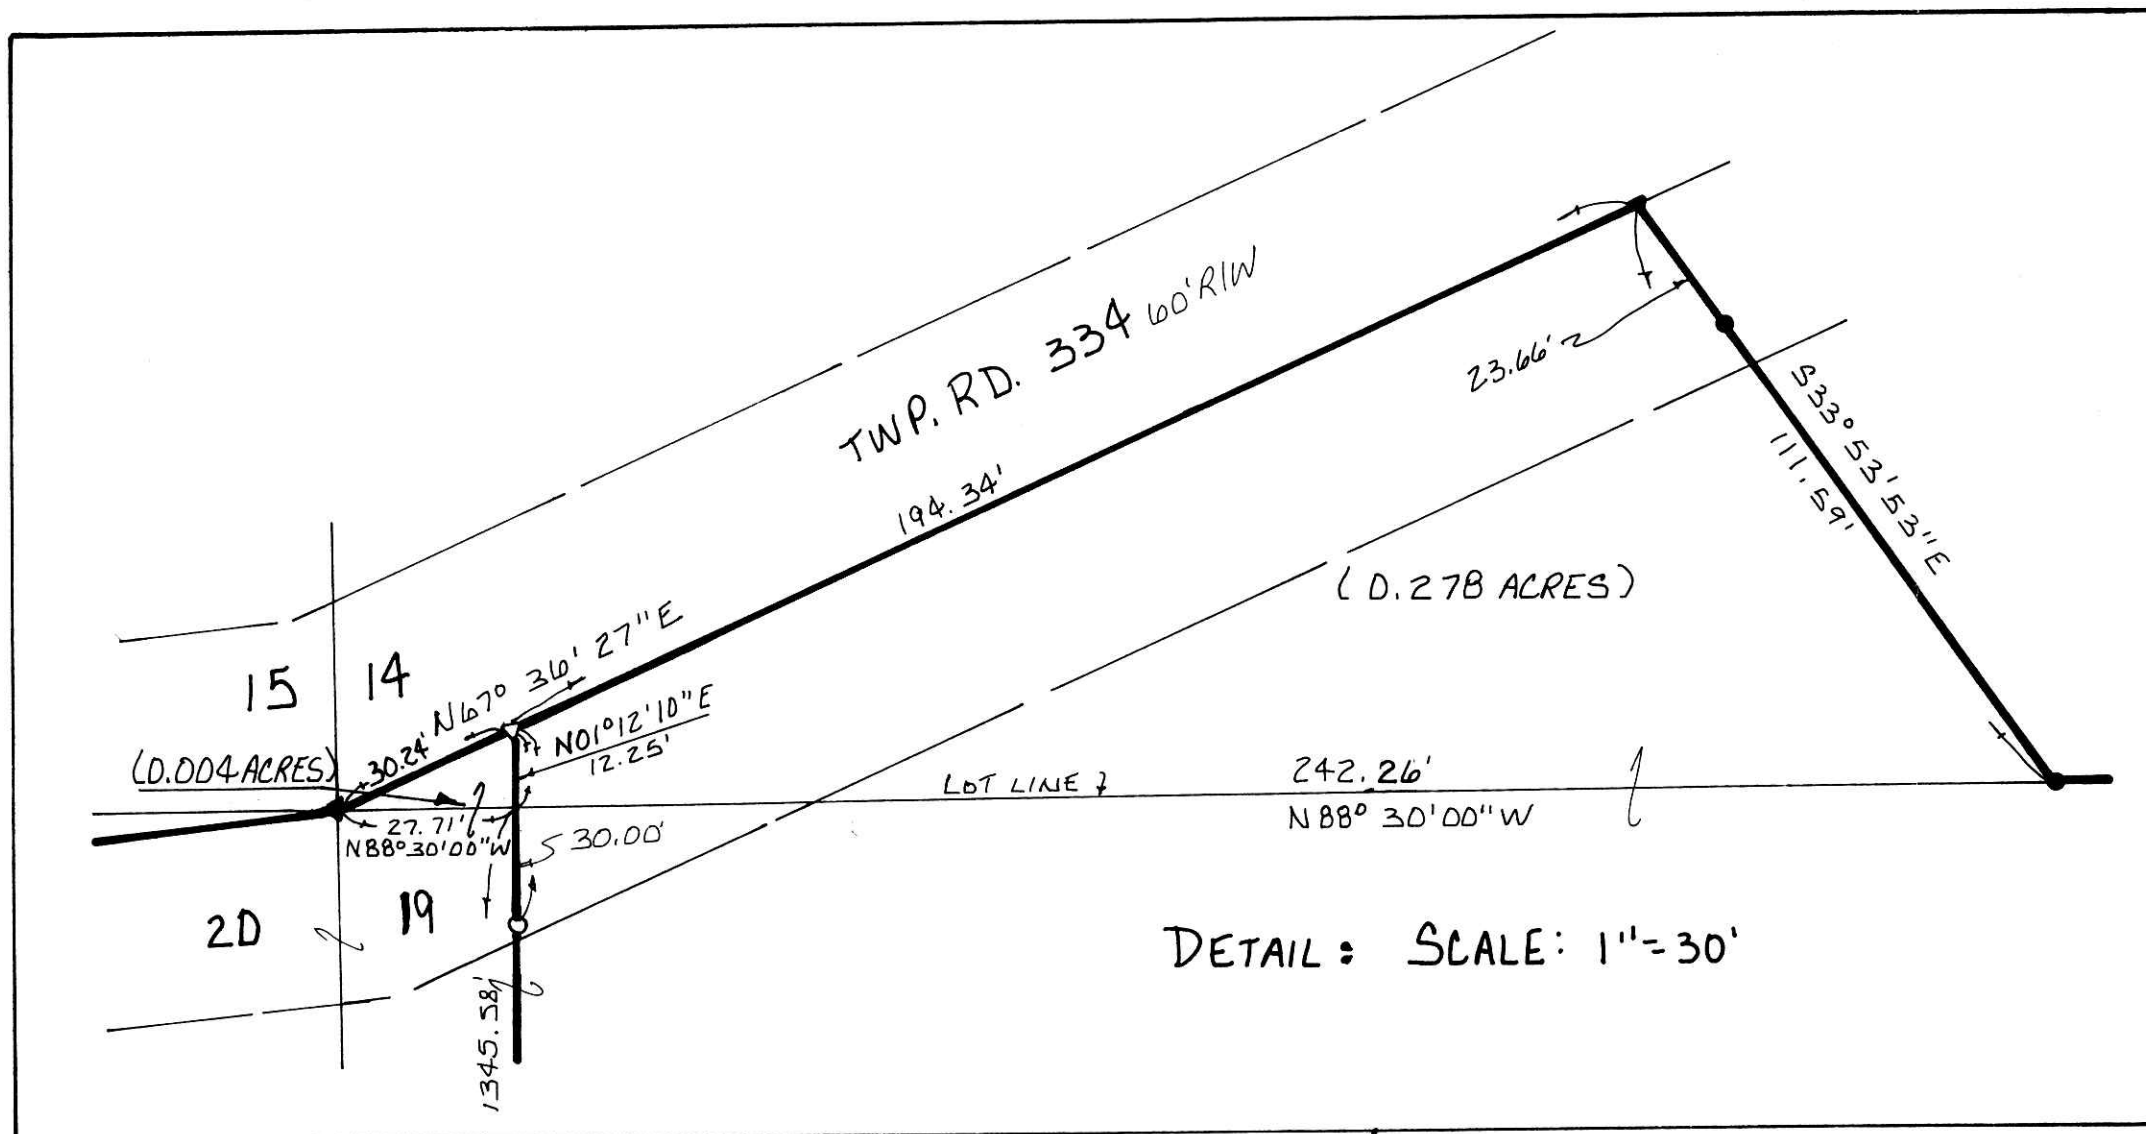 TWP. RD. 334 60' R/W
23.66'
S33° 53' 53" E
111.59'
194.34'
(0.278 ACRES)
15
14
N67° 36' 27" E
30.24'
N01° 12' 10" E
12.25'
(0.004 ACRES)
LOT LINE
242.26'
N88° 30' 00" W
27.71'
N88° 30' 00" W
30.00'
20
19
1345.58'
DETAIL: SCALE: 1"=30'